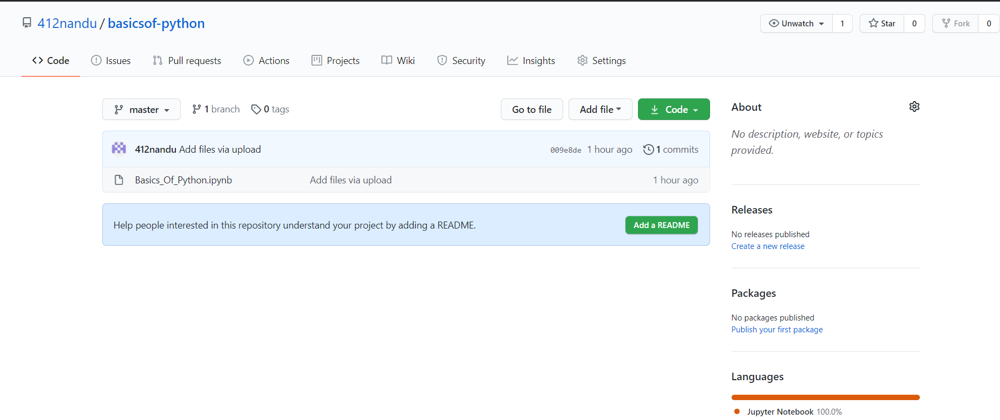 412nandu / basicsof-python
Unwatch 1 Star 0 Fork 0
Code Issues Pull requests Actions Projects Wiki Security Insights Settings
master 1 branch 0 tags Go to file Add file Code
412nandu Add files via upload 009e8de 1 hour ago 1 commits
Basics_Of_Python.ipynb Add files via upload 1 hour ago
Help people interested in this repository understand your project by adding a README. Add a README
About
No description, website, or topics
provided.
Releases
No releases published
Create a new release
Packages
No packages published
Publish your first package
Languages
Jupyter Notebook 100.0%